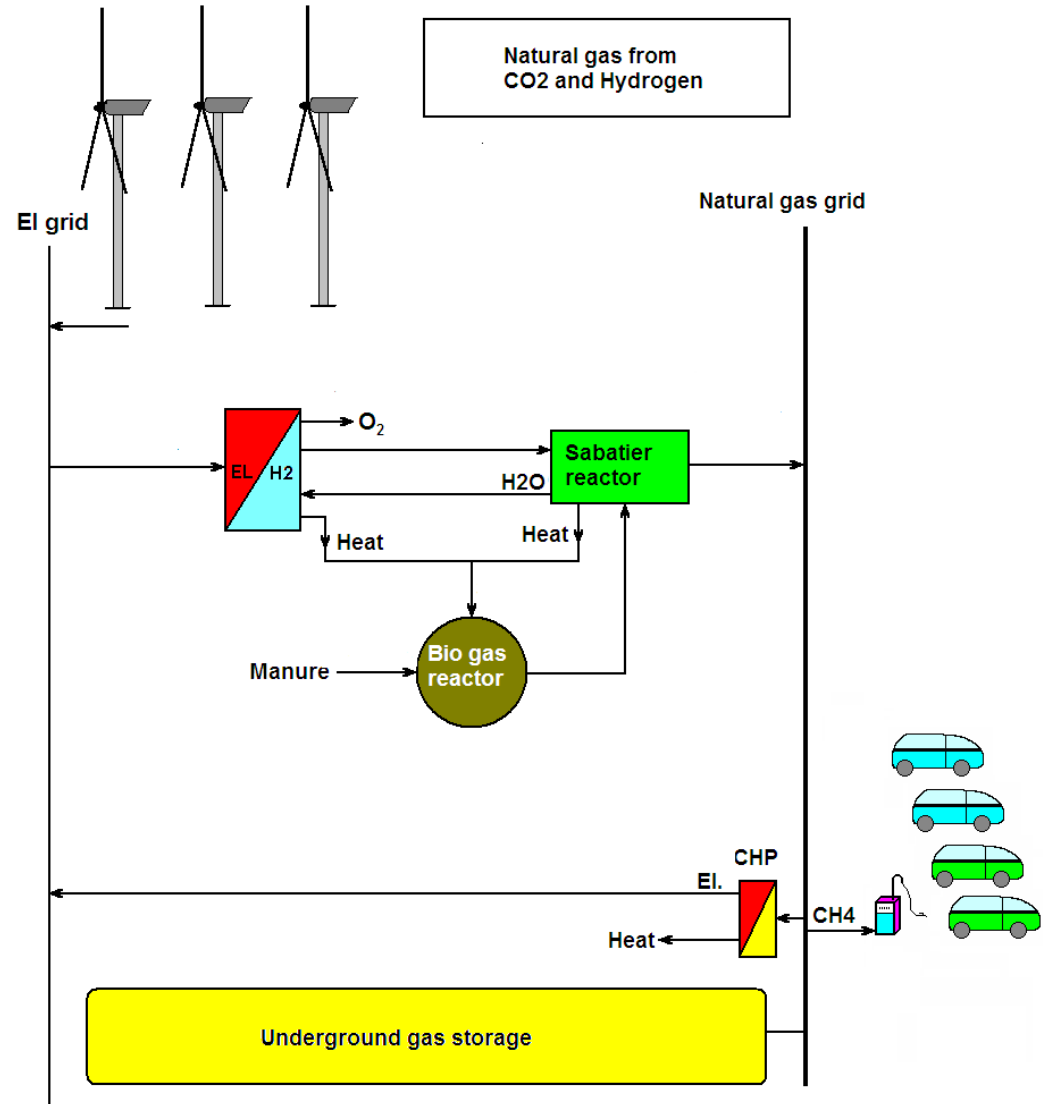 Natural gas from
CO2 and Hydrogen
Natural gas grid
El grid
O2
EL
H2
Sabatier
reactor
H2O
Heat
Heat
Bio gas
reactor
Manure
CHP
El.
CH4
Heat
Underground gas storage